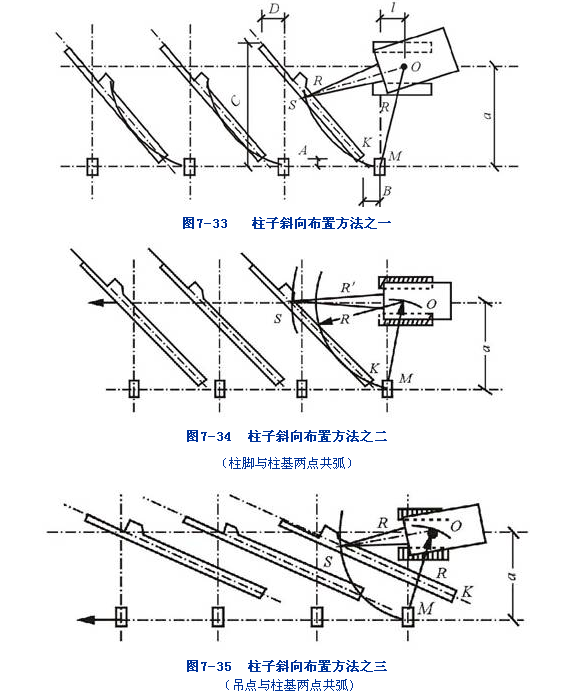 D
l
R
O
S
C
R
K
a
A
M
B
图7-33 柱子斜向布置方法之一
R′
S
R
O
K
M
a
图7-34 柱子斜向布置方法之二
（柱脚与柱基两点共弧）
R
O
S
R
K
M
a
图7-35 柱子斜向布置方法之三
（吊点与柱基两点共弧）